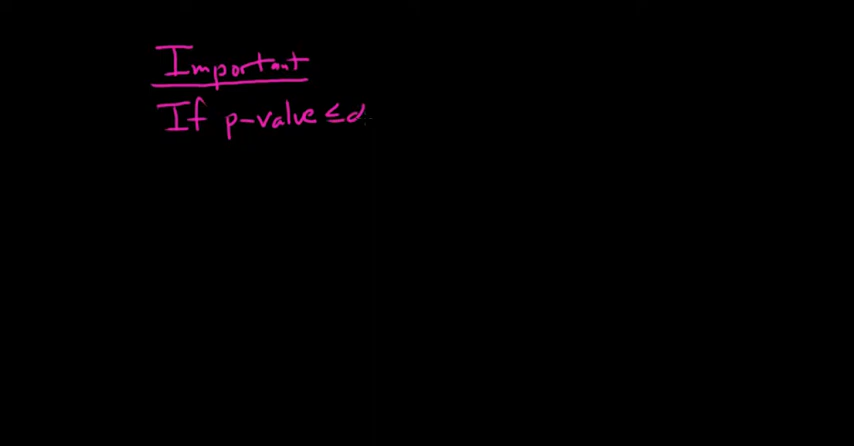 Important
If p-value ≤ α